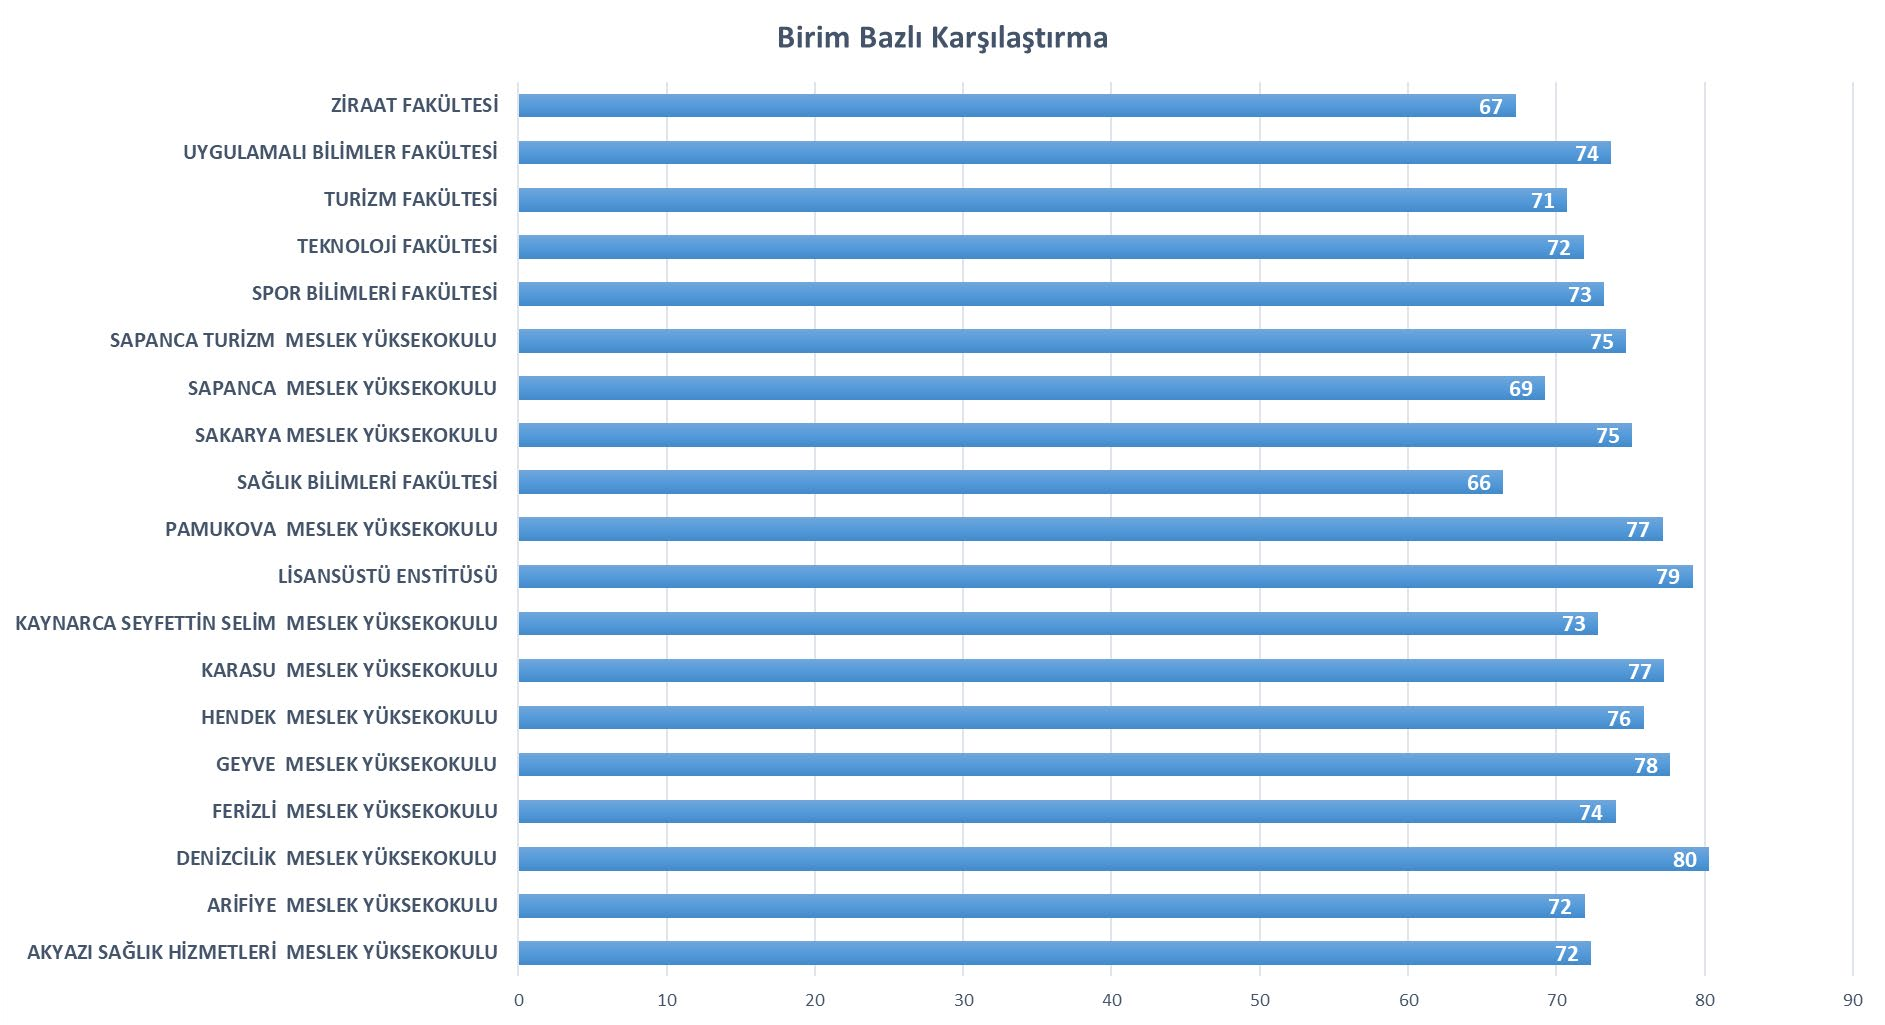 Birim Bazlı Karşılaştırma
ZİRAAT FAKÜLTESİ 67
UYGULAMALI BİLİMLER FAKÜLTESİ 74
TURİZM FAKÜLTESİ 71
TEKNOLOJİ FAKÜLTESİ 72
SPOR BİLİMLERİ FAKÜLTESİ 73
SAPANCA TURİZM  MESLEK YÜKSEKOKULU 75
SAPANCA  MESLEK YÜKSEKOKULU 69
SAKARYA MESLEK YÜKSEKOKULU 75
SAĞLIK BİLİMLERİ FAKÜLTESİ 66
PAMUKOVA  MESLEK YÜKSEKOKULU 77
LİSANSÜSTÜ ENSTİTÜSÜ 79
KAYNARCA SEYFETTİN SELİM  MESLEK YÜKSEKOKULU 73
KARASU  MESLEK YÜKSEKOKULU 77
HENDEK  MESLEK YÜKSEKOKULU 76
GEYVE  MESLEK YÜKSEKOKULU 78
FERİZLİ  MESLEK YÜKSEKOKULU 74
DENİZCİLİK  MESLEK YÜKSEKOKULU 80
ARİFİYE  MESLEK YÜKSEKOKULU 72
AKYAZI SAĞLIK HİZMETLERİ  MESLEK YÜKSEKOKULU 72
0 10 20 30 40 50 60 70 80 90